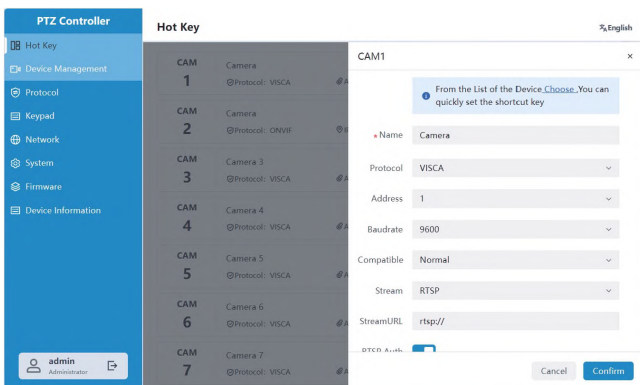 PTZ Controller
Hot Key
Device Management
Protocol
Keypad
Network
System
Firmware
Device Information
admin
Administrator
Hot Key
English
CAM
1
Camera
Protocol: VISCA
CAM
2
Camera
Protocol: ONVIF
CAM
3
Camera 3
Protocol: VISCA
CAM
4
Camera 4
Protocol: VISCA
CAM
5
Camera 5
Protocol: VISCA
CAM
6
Camera 6
Protocol: VISCA
CAM
7
Camera 7
Protocol: VISCA
CAM1
×
From the List of the Device Choose ,You can
quickly set the shortcut key
* Name Camera
Protocol VISCA
Address 1
Baudrate 9600
Compatible Normal
Stream RTSP
StreamURL rtsp://
RTSP Auth
Cancel Confirm